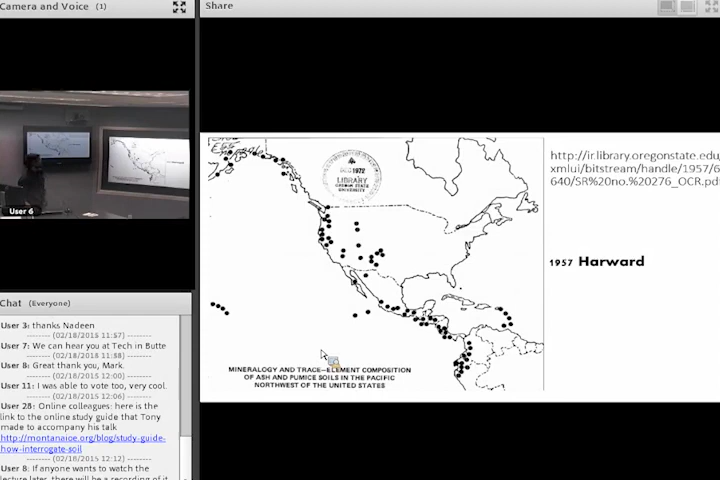 Camera and Voice (1)
User 6
Chat (Everyone)
User 3: thanks Nadeen
-------- (02/18/2015 11:57) --------
User 7: We can hear you at Tech in Butte
-------- (02/18/2015 11:58) --------
User 8: Great thank you, Mark.
-------- (02/18/2015 12:00) --------
User 11: I was able to vote too, very cool.
-------- (02/18/2015 12:06) --------
User 28: Online colleagues: here is the
link to the online study guide that Tony
made to accompany his talk
http://montanaioe.org/blog/study-guide-
how-interrogate-soil
-------- (02/18/2015 12:12) --------
User 8: If anyone wants to watch the
lecture later, there will be a recording of it
Share
DEC 1972
LIBRARY
OREGON STATE
UNIVERSITY
MINERALOGY AND TRACE-ELEMENT COMPOSITION
OF ASH AND PUMICE SOILS IN THE PACIFIC
NORTHWEST OF THE UNITED STATES
http://ir.library.oregonstate.edu/
xmlui/bitstream/handle/1957/6
640/SR%20no.%20276_OCR.pdf
1957 Harward